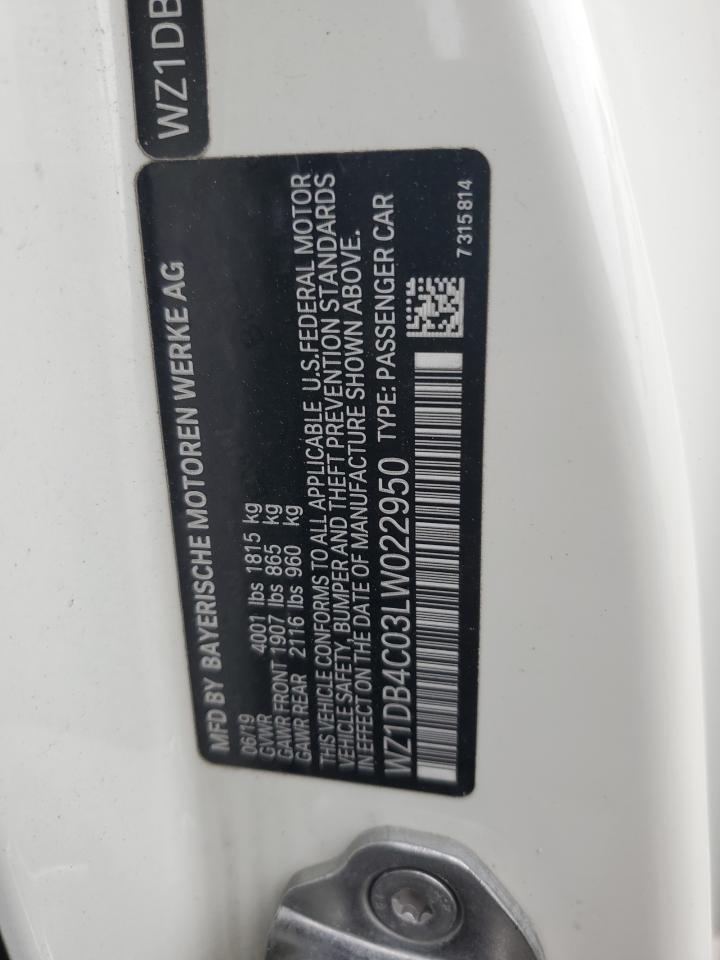 WZ1DB
MFD BY BAYERISCHE MOTOREN WERKE AG
06/19
GVWR 4001 lbs 1815 kg
GAWR FRONT 1907 lbs 865 kg
GAWR REAR 2116 lbs 960 kg
THIS VEHICLE CONFORMS TO ALL APPLICABLE U.S.FEDERAL MOTOR
VEHICLE SAFETY, BUMPER AND THEFT PREVENTION STANDARDS
IN EFFECT ON THE DATE OF MANUFACTURE SHOWN ABOVE.
WZ1DB4C03LW022950 TYPE: PASSENGER CAR
7 315 814